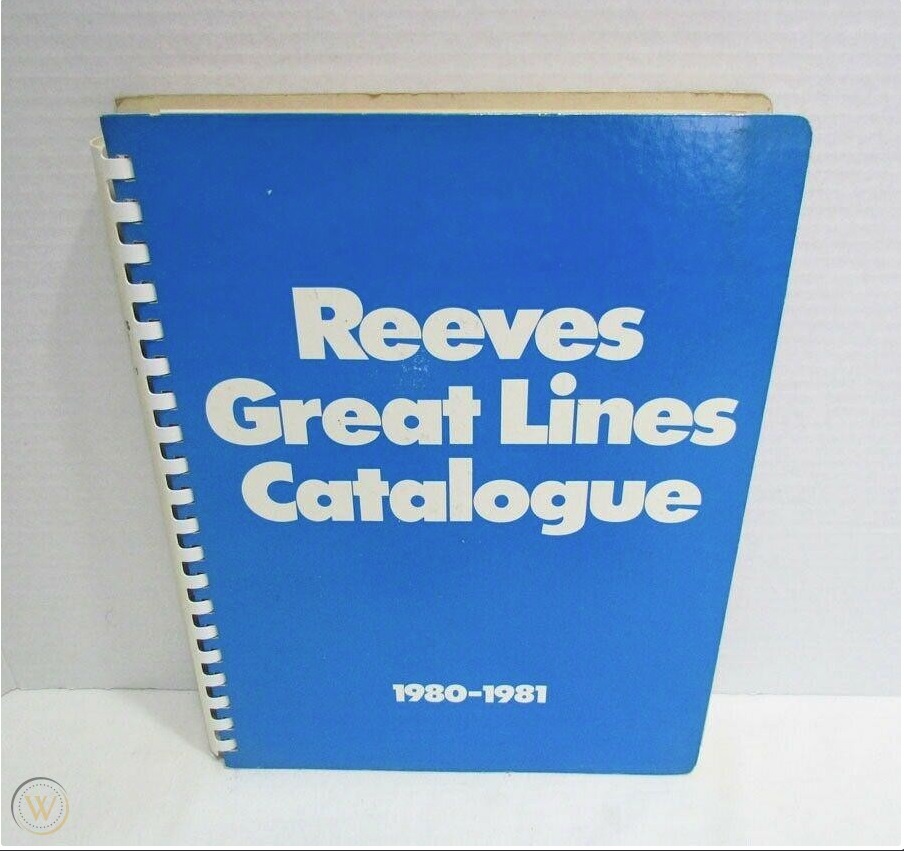 Reeves
Great Lines
Catalogue
1980-1981
W